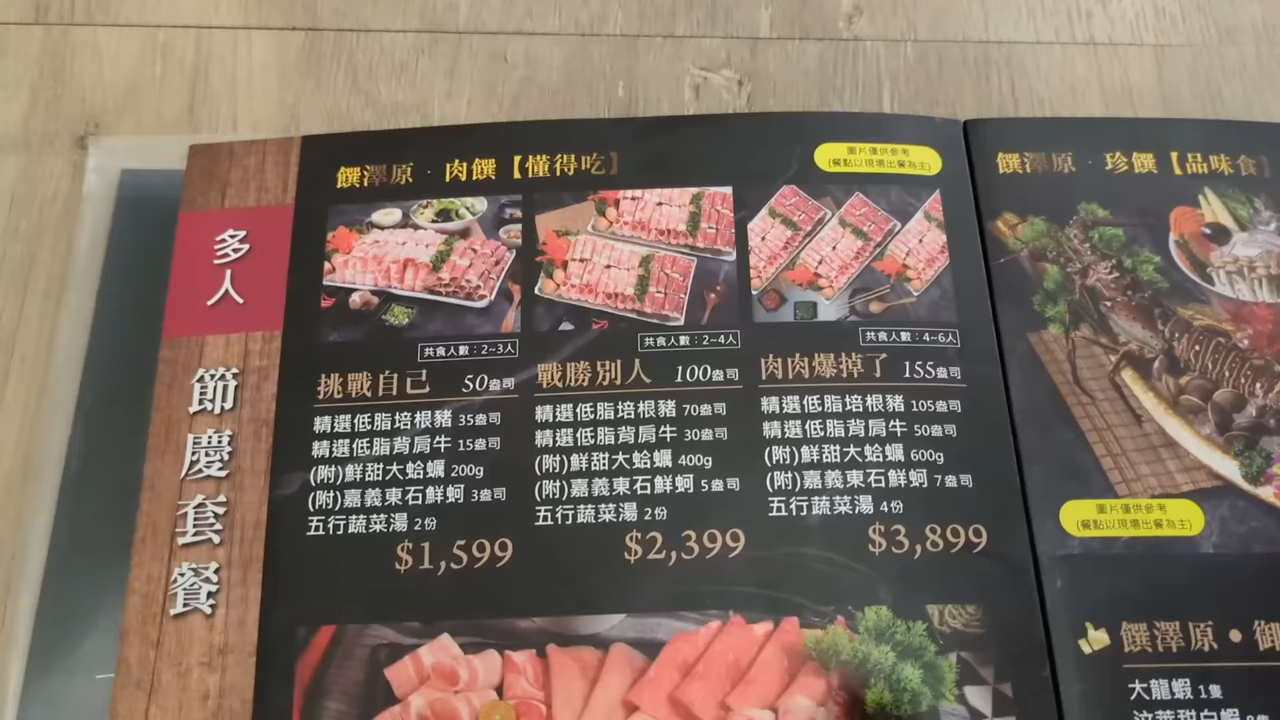 多人
節慶套餐
饌澤原·肉饌【懂得吃】
圖片僅供參考
(餐點以現場出餐為主)
共食人數：2~3人
挑戰自己 50盎司
精選低脂培根豬 35盎司
精選低脂背肩牛 15盎司
(附)鮮甜大蛤蠣 200g
(附)嘉義東石鮮蚵 3盎司
五行蔬菜湯 2份
$1,599
共食人數：2~4人
戰勝別人 100盎司
精選低脂培根豬 70盎司
精選低脂背肩牛 30盎司
(附)鮮甜大蛤蠣 400g
(附)嘉義東石鮮蚵 5盎司
五行蔬菜湯 2份
$2,399
共食人數：4~6人
肉肉爆掉了 155盎司
精選低脂培根豬 105盎司
精選低脂背肩牛 50盎司
(附)鮮甜大蛤蠣 600g
(附)嘉義東石鮮蚵 7盎司
五行蔬菜湯 4份
$3,899
饌澤原·珍饌【品味食】
圖片僅供參考
(餐點以現場出餐為主)
饌澤原•御
大龍蝦 1隻